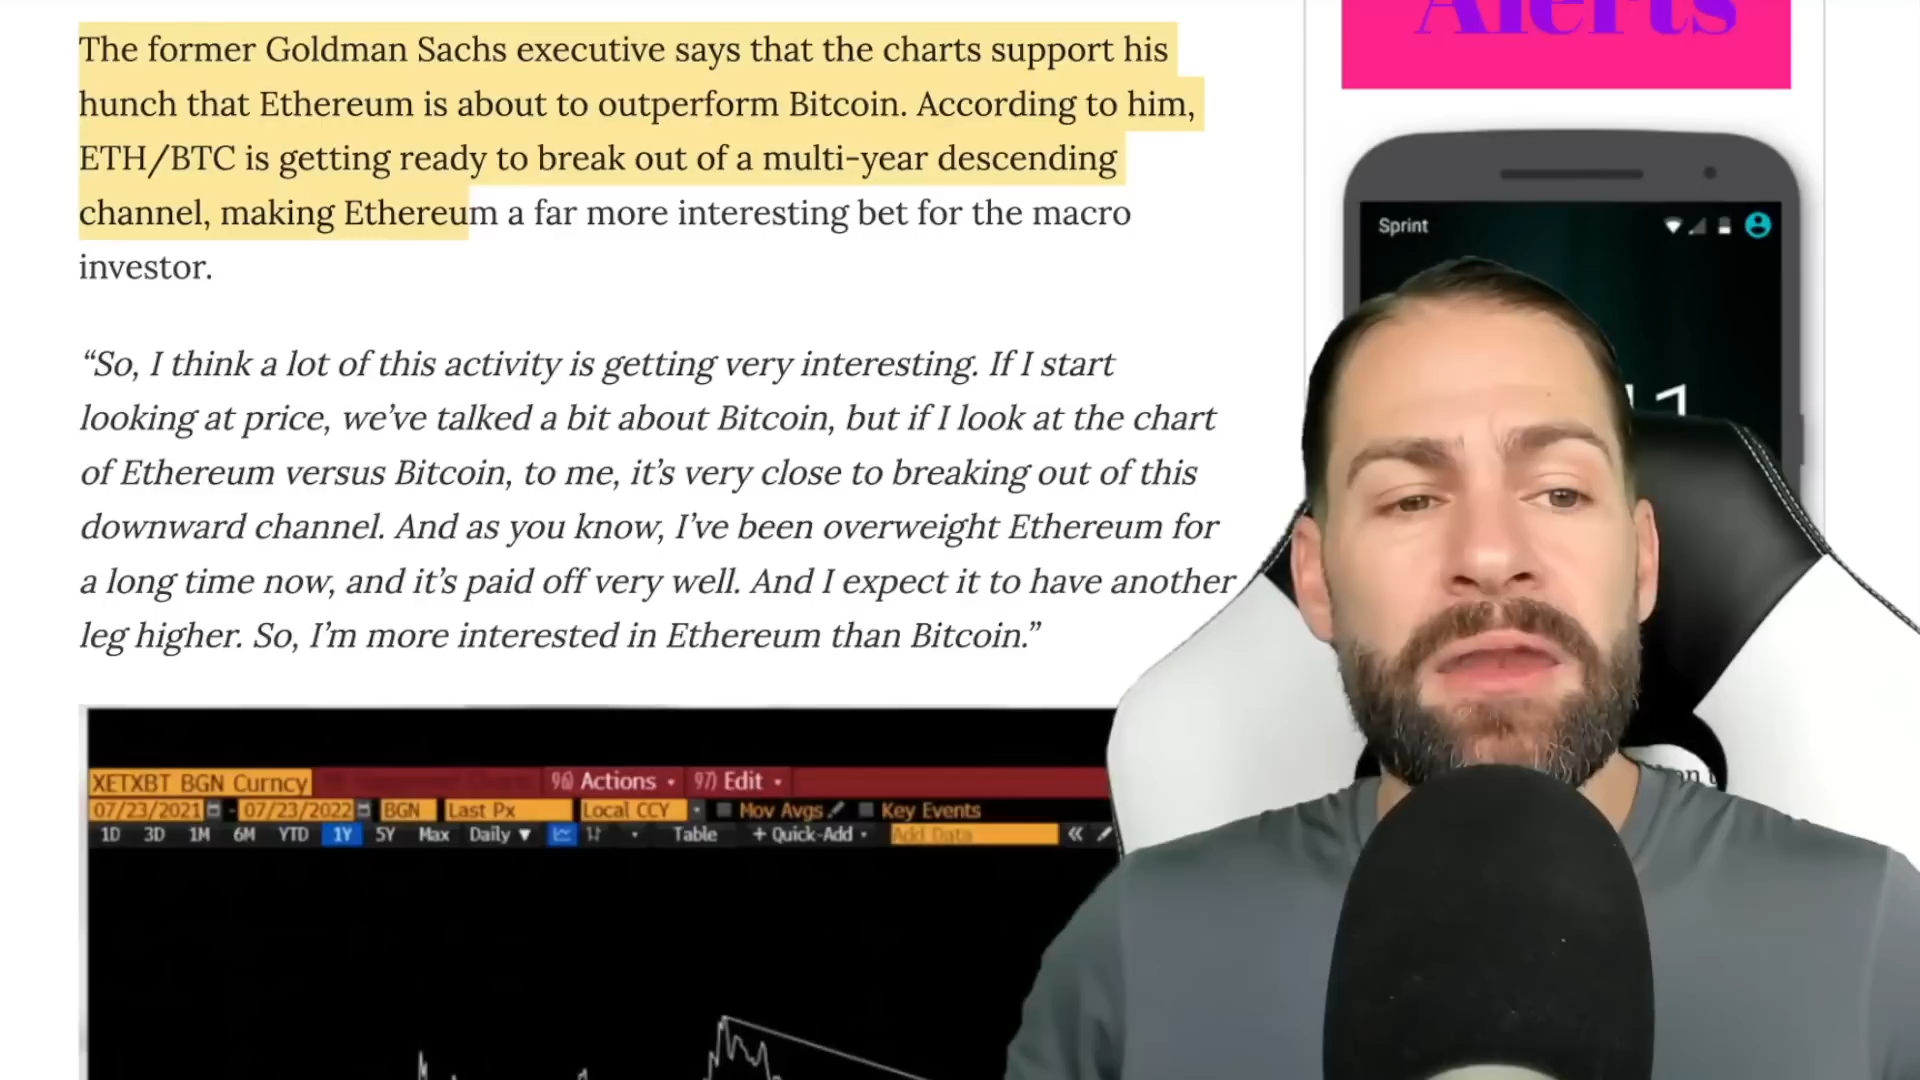 The former Goldman Sachs executive says that the charts support his
hunch that Ethereum is about to outperform Bitcoin. According to him,
ETH/BTC is getting ready to break out of a multi-year descending
channel, making Ethereum a far more interesting bet for the macro
investor.
“So, I think a lot of this activity is getting very interesting. If I start
looking at price, we’ve talked a bit about Bitcoin, but if I look at the chart
of Ethereum versus Bitcoin, to me, it’s very close to breaking out of this
downward channel. And as you know, I’ve been overweight Ethereum for
a long time now, and it’s paid off very well. And I expect it to have another
leg higher. So, I’m more interested in Ethereum than Bitcoin.”
XETXBT BGN Curncy 96) Actions 97) Edit
07/23/2021 - 07/23/2022 BGN Last Px Local CCY Mov Avgs Key Events
1D 3D 1M 6M YTD 1Y 5Y Max Daily ▼ Table + Quick-Add Add Data «
Alerts
Sprint